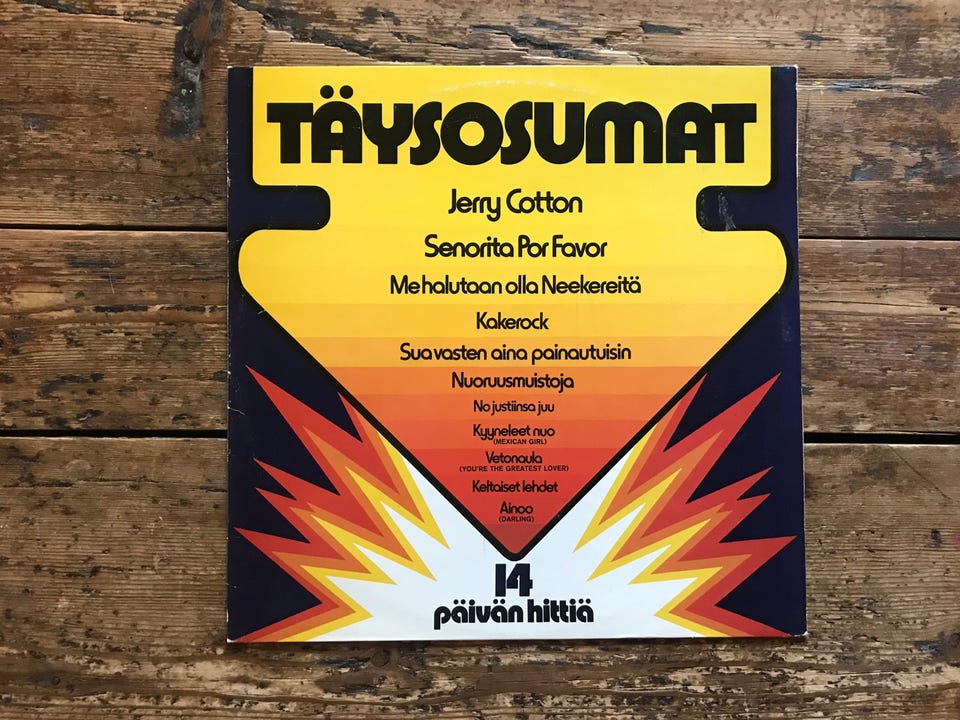 TÄYSOSUMAT
Jerry Cotton
Senorita Por Favor
Me halutaan olla Neekereitä
Kakerock
Sua vasten aina painautuisin
Nuoruusmuistoja
No justiinsa juu
Kyyneleet nuo
(MEXICAN GIRL)
Vetonaula
(YOU'RE THE GREATEST LOVER)
Keltaiset lehdet
Ainoo
(DARLING)
14
päivän hittiä